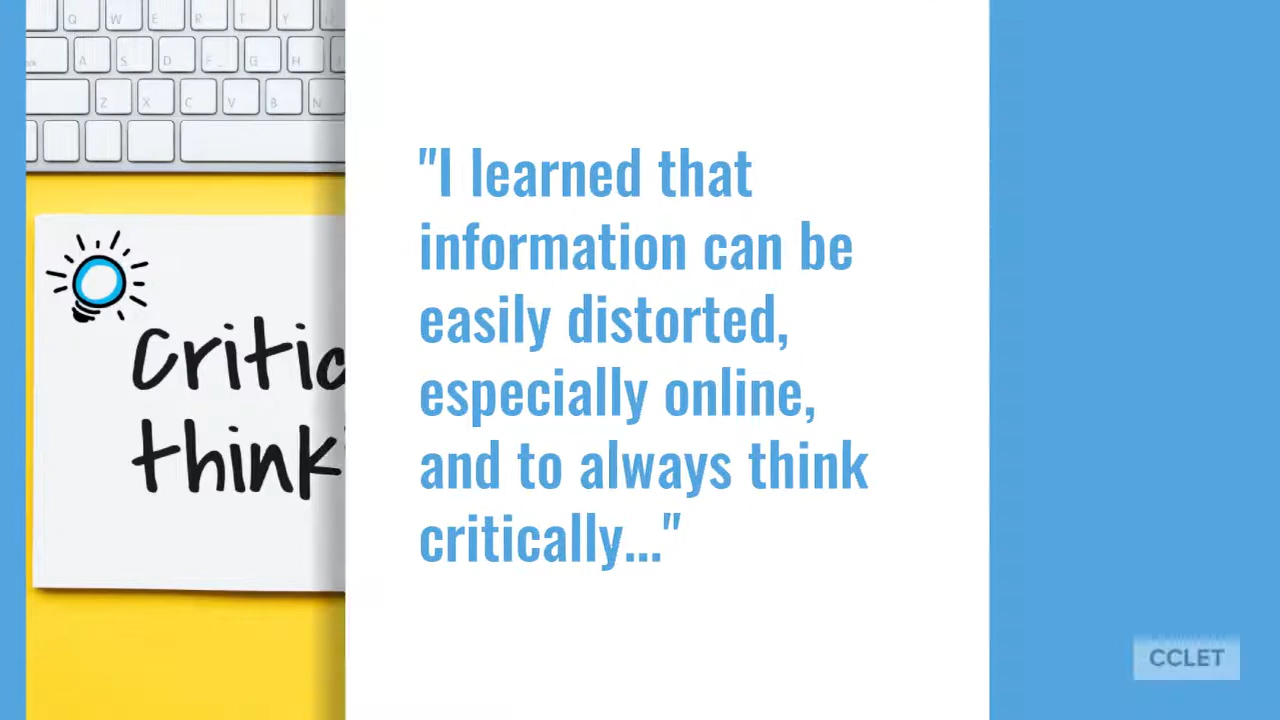 Q W E R T Y
A S D F G H
Z X C V B N
Critic
think
"I learned that
information can be
easily distorted,
especially online,
and to always think
critically..."
CCLET